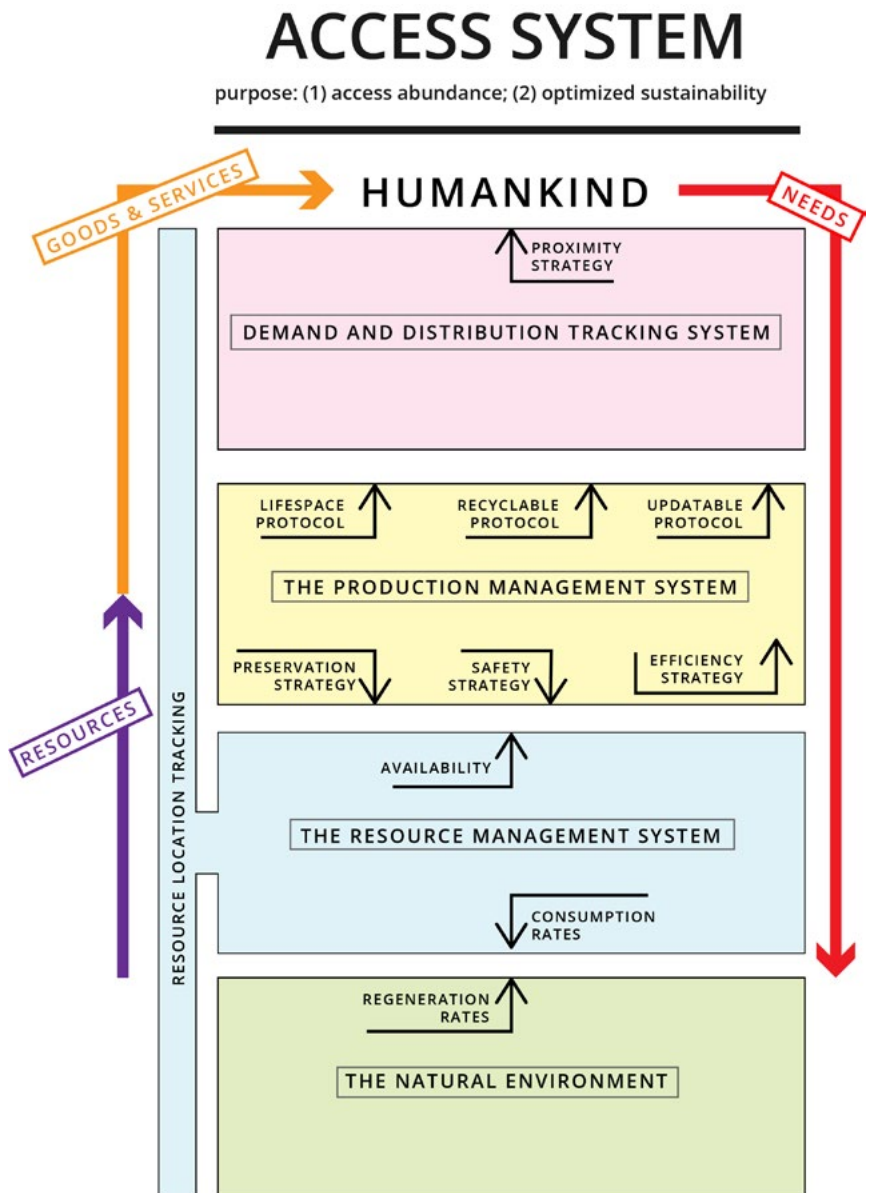 ACCESS SYSTEM
purpose: (1) access abundance; (2) optimized sustainability
GOODS & SERVICES
HUMANKIND
NEEDS
PROXIMITY
STRATEGY
DEMAND AND DISTRIBUTION TRACKING SYSTEM
LIFESPACE
PROTOCOL
RECYCLABLE
PROTOCOL
UPDATABLE
PROTOCOL
THE PRODUCTION MANAGEMENT SYSTEM
PRESERVATION
STRATEGY
SAFETY
STRATEGY
EFFICIENCY
STRATEGY
RESOURCES
RESOURCE LOCATION TRACKING
AVAILABILITY
THE RESOURCE MANAGEMENT SYSTEM
CONSUMPTION
RATES
REGENERATION
RATES
THE NATURAL ENVIRONMENT